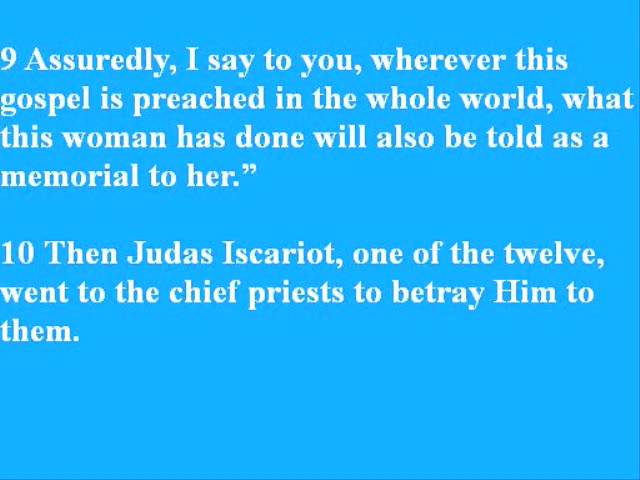 9 Assuredly, I say to you, wherever this
gospel is preached in the whole world, what
this woman has done will also be told as a
memorial to her.”
10 Then Judas Iscariot, one of the twelve,
went to the chief priests to betray Him to
them.